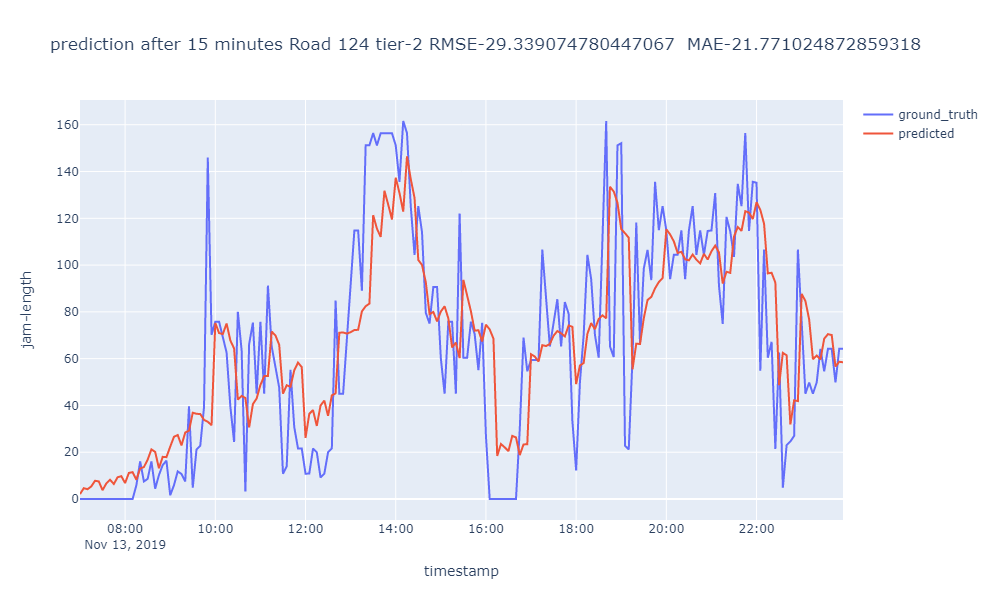 prediction after 15 minutes Road 124 tier-2 RMSE-29.339074780447067  MAE-21.771024872859318
ground_truth
predicted
160
140
120
100
80
60
40
20
0
jam-length
08:00 10:00 12:00 14:00 16:00 18:00 20:00 22:00
Nov 13, 2019
timestamp